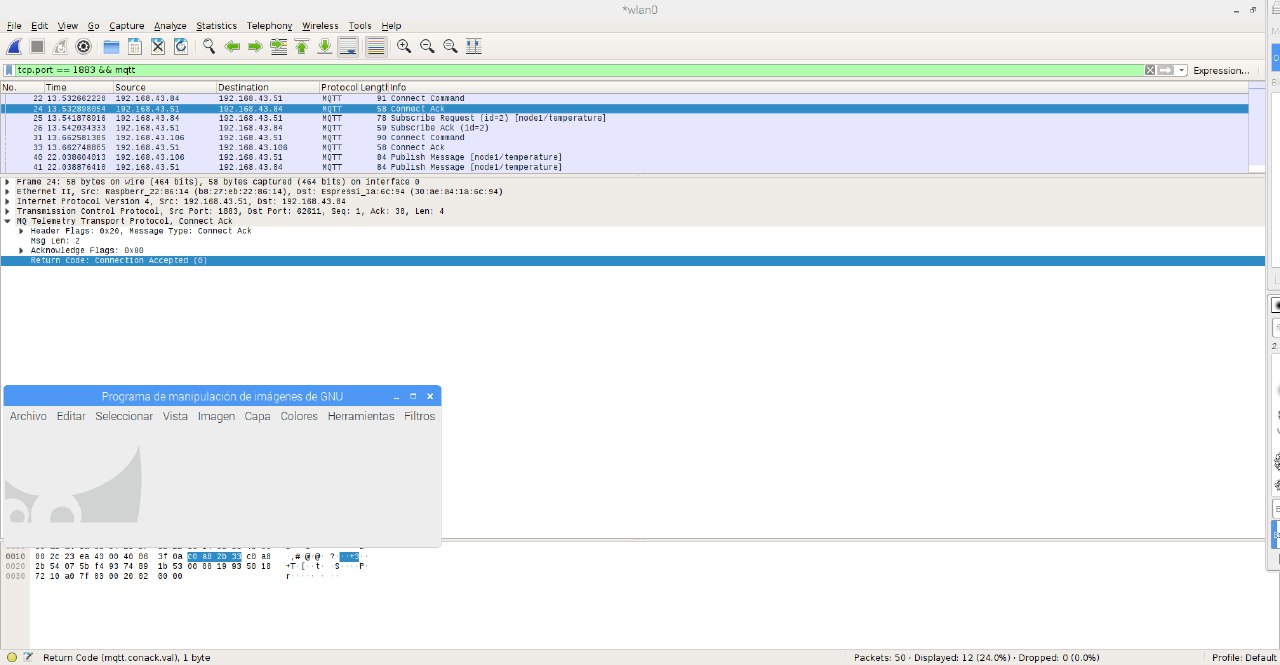 *wlan0
File Edit View Go Capture Analyze Statistics Telephony Wireless Tools Help
tcp.port == 1883 && mqtt Expression…
No. Time Source Destination Protocol Length Info
22 13.532602220 192.168.43.84 192.168.43.51 MQTT 91 Connect Command
24 13.532898054 192.168.43.51 192.168.43.84 MQTT 58 Connect Ack
25 13.541878916 192.168.43.84 192.168.43.51 MQTT 78 Subscribe Request (id=2) [node1/temperature]
26 13.542034333 192.168.43.51 192.168.43.84 MQTT 59 Subscribe Ack (id=2)
31 13.662581385 192.168.43.106 192.168.43.51 MQTT 90 Connect Command
33 13.662748885 192.168.43.51 192.168.43.106 MQTT 58 Connect Ack
40 22.038604013 192.168.43.106 192.168.43.51 MQTT 84 Publish Message [node1/temperature]
41 22.038876410 192.168.43.51 192.168.43.84 MQTT 84 Publish Message [node1/temperature]
Frame 24: 58 bytes on wire (464 bits), 58 bytes captured (464 bits) on interface 0
Ethernet II, Src: Raspberr_22:86:14 (b8:27:eb:22:86:14), Dst: Espressi_1a:6c:94 (30:ae:a4:1a:6c:94)
Internet Protocol Version 4, Src: 192.168.43.51, Dst: 192.168.43.84
Transmission Control Protocol, Src Port: 1883, Dst Port: 62611, Seq: 1, Ack: 38, Len: 4
MQ Telemetry Transport Protocol, Connect Ack
Header Flags: 0x20, Message Type: Connect Ack
Msg Len: 2
Acknowledge Flags: 0x00
Return Code: Connection Accepted (0)
Programa de manipulación de imágenes de GNU
Archivo Editar Seleccionar Vista Imagen Capa Colores Herramientas Filtros
0010 00 2c 23 ea 40 00 40 06 3f 0a c0 a8 2b 33 c0 a8 .,#.@.@. ?...+3..
0020 2b 54 07 5b f4 93 74 89 1b 53 00 00 19 93 50 18 +T.[..t. .S....P.
0030 72 10 a0 7f 00 00 20 02 00 00
Return Code (mqtt.conack.val), 1 byte
Packets: 50 · Displayed: 12 (24.0%) · Dropped: 0 (0.0%)
Profile: Default